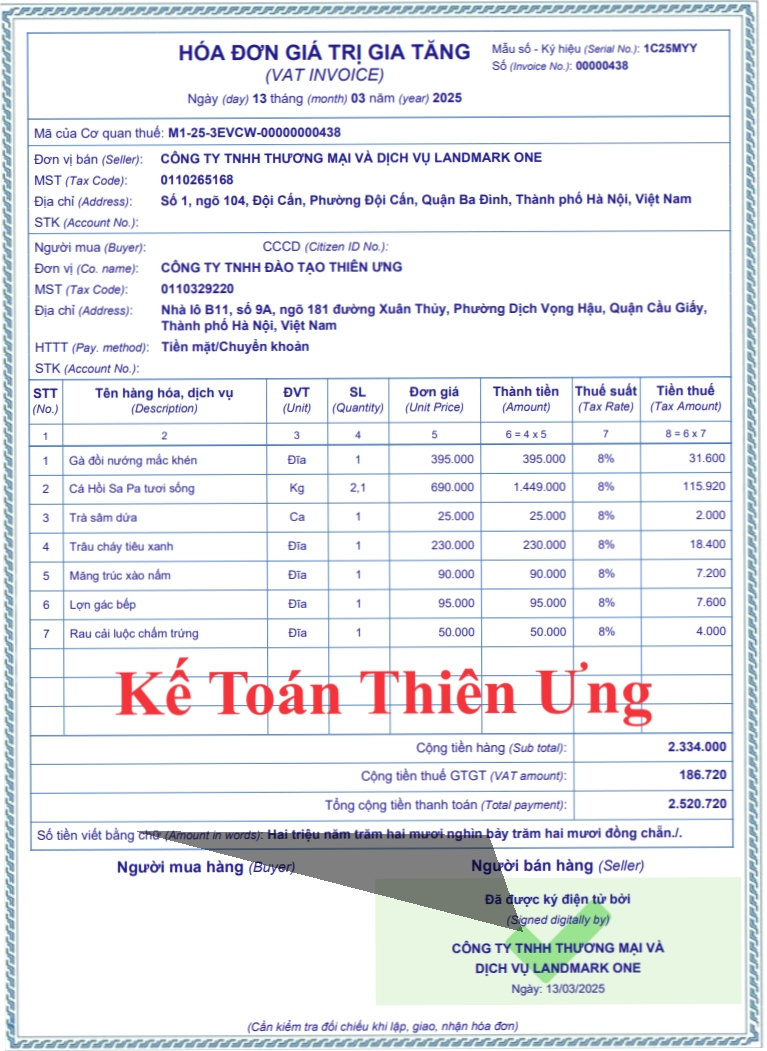 HÓA ĐƠN GIÁ TRỊ GIA TĂNG
(VAT INVOICE)
Ngày (day) 13 tháng (month) 03 năm (year) 2025
Mẫu số - Ký hiệu (Serial No.): 1C25MYY
Số (Invoice No.): 00000438
Mã của Cơ quan thuế: M1-25-3EVCW-00000000438
Đơn vị bán (Seller): CÔNG TY TNHH THƯƠNG MẠI VÀ DỊCH VỤ LANDMARK ONE
MST (Tax Code): 0110265168
Địa chỉ (Address): Số 1, ngõ 104, Đội Cấn, Phường Đội Cấn, Quận Ba Đình, Thành phố Hà Nội, Việt Nam
STK (Account No.):
Người mua (Buyer): CCCD (Citizen ID No.):
Đơn vị (Co. name): CÔNG TY TNHH ĐÀO TẠO THIÊN ƯNG
MST (Tax Code): 0110329220
Địa chỉ (Address): Nhà lô B11, số 9A, ngõ 181 đường Xuân Thủy, Phường Dịch Vọng Hậu, Quận Cầu Giấy,
Thành phố Hà Nội, Việt Nam
HTTT (Pay. method): Tiền mặt/Chuyển khoản
STK (Account No.):
STT Tên hàng hóa, dịch vụ ĐVT SL Đơn giá Thành tiền Thuế suất Tiền thuế
(No.) (Description) (Unit) (Quantity) (Unit Price) (Amount) (Tax Rate) (Tax Amount)
1 2 3 4 5 6 = 4 x 5 7 8 = 6 x 7
1 Gà đồi nướng mắc khén Đĩa 1 395.000 395.000 8% 31.600
2 Cá Hồi Sa Pa tươi sống Kg 2,1 690.000 1.449.000 8% 115.920
3 Trà sâm dứa Ca 1 25.000 25.000 8% 2.000
4 Trâu cháy tiêu xanh Đĩa 1 230.000 230.000 8% 18.400
5 Măng trúc xào nấm Đĩa 1 90.000 90.000 8% 7.200
6 Lợn gác bếp Đĩa 1 95.000 95.000 8% 7.600
7 Rau cải luộc chấm trứng Đĩa 1 50.000 50.000 8% 4.000
Kế Toán Thiên Ưng
Cộng tiền hàng (Sub total): 2.334.000
Cộng tiền thuế GTGT (VAT amount): 186.720
Tổng cộng tiền thanh toán (Total payment): 2.520.720
Số tiền viết bằng chữ (Amount in words): Hai triệu năm trăm hai mươi nghìn bảy trăm hai mươi đồng chẵn./.
Người mua hàng (Buyer) Người bán hàng (Seller)
Đã được ký điện tử bởi
(Signed digitally by)
CÔNG TY TNHH THƯƠNG MẠI VÀ
DỊCH VỤ LANDMARK ONE
Ngày: 13/03/2025
(Cần kiểm tra đối chiếu khi lập, giao, nhận hóa đơn)